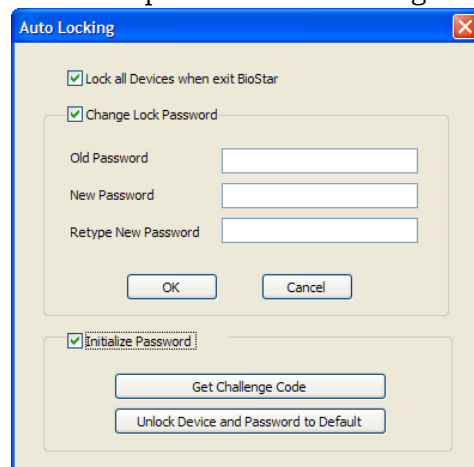 Auto Locking
Lock all Devices when exit BioStar
Change Lock Password
Old Password
New Password
Retype New Password
OK Cancel
Initialize Password
Get Challenge Code
Unlock Device and Password to Default